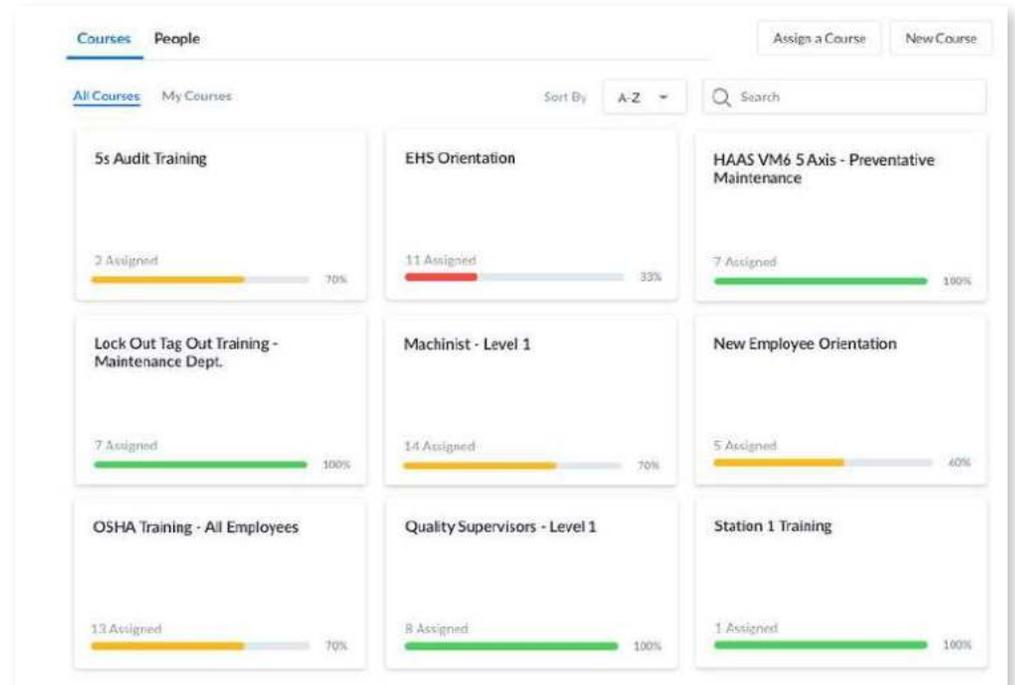 Courses People Assign a Course New Course
All Courses My Courses Sort By A-Z Search
5s Audit Training
2 Assigned
70%
EHS Orientation
11 Assigned
33%
HAAS VM6 5 Axis - Preventative
Maintenance
7 Assigned
100%
Lock Out Tag Out Training -
Maintenance Dept.
7 Assigned
100%
Machinist - Level 1
14 Assigned
70%
New Employee Orientation
5 Assigned
60%
OSHA Training - All Employees
13 Assigned
70%
Quality Supervisors - Level 1
8 Assigned
100%
Station 1 Training
1 Assigned
100%